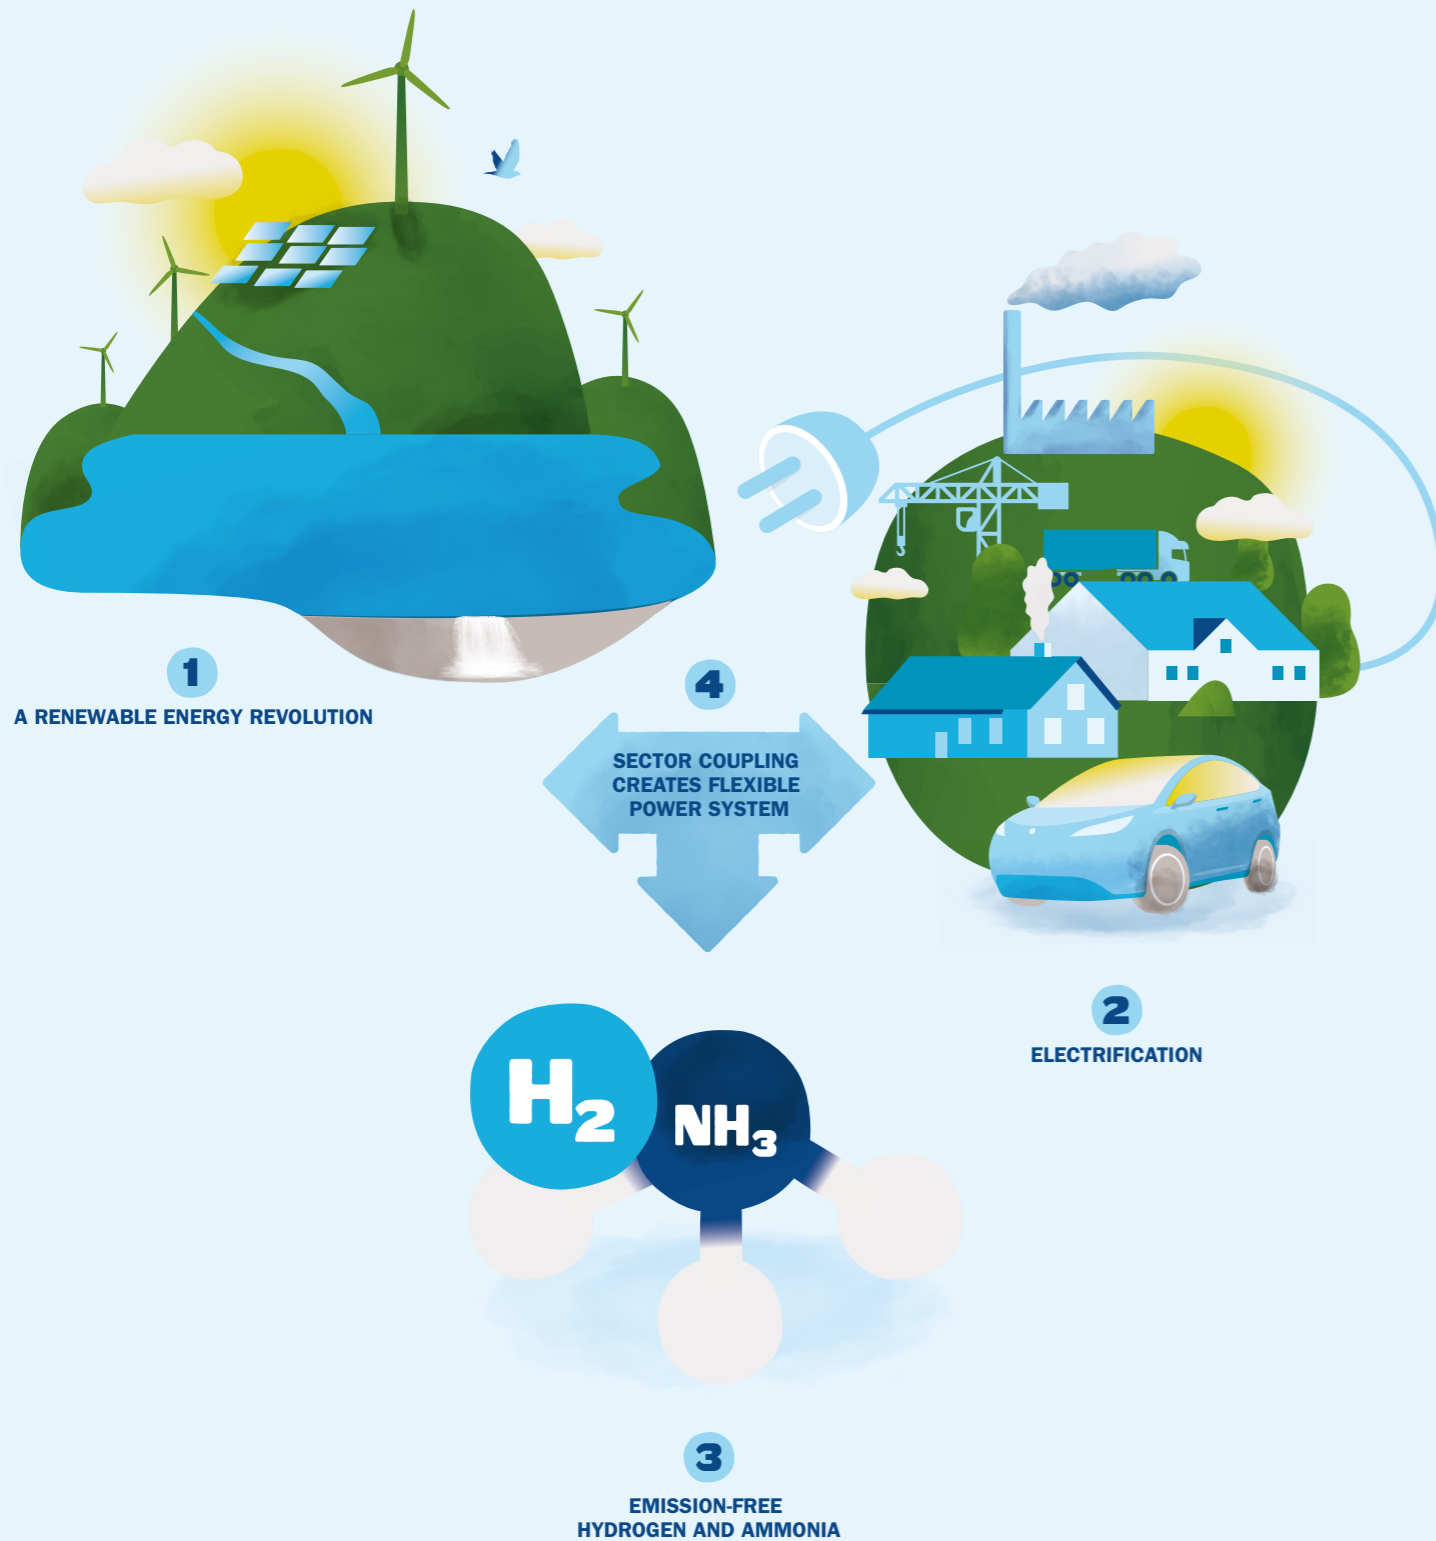 1
A RENEWABLE ENERGY REVOLUTION
4
SECTOR COUPLING
CREATES FLEXIBLE
POWER SYSTEM
2
ELECTRIFICATION
H₂
NH₃
3
EMISSION-FREE
HYDROGEN AND AMMONIA